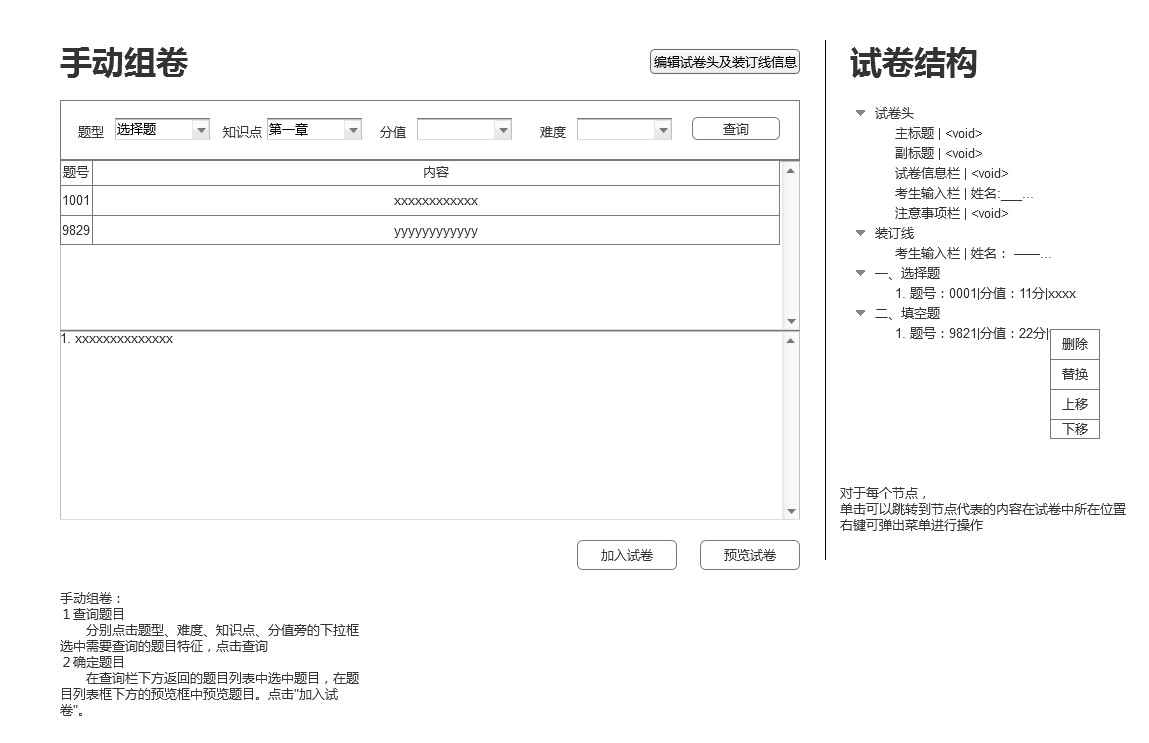 手动组卷
编辑试卷头及装订线信息
题型 选择题 知识点 第一章 分值 难度 查询
题号 内容
1001 xxxxxxxxxxxx
9829 yyyyyyyyyyyy
1. xxxxxxxxxxxxxx
加入试卷 预览试卷
手动组卷：
１查询题目
分别点击题型、难度、知识点、分值旁的下拉框
选中需要查询的题目特征，点击查询
２确定题目
在查询栏下方返回的题目列表中选中题目，在题
目列表框下方的预览框中预览题目。点击"加入试
卷"。
试卷结构
试卷头
主标题 | <void>
副标题 | <void>
试卷信息栏 | <void>
考生输入栏 | 姓名:___...
注意事项栏 | <void>
装订线
考生输入栏 | 姓名： ——...
一、选择题
1. 题号：0001|分值：11分|xxxx
二、填空题
1. 题号：9821|分值：22分|
删除
替换
上移
下移
对于每个节点，
单击可以跳转到节点代表的内容在试卷中所在位置
右键可弹出菜单进行操作